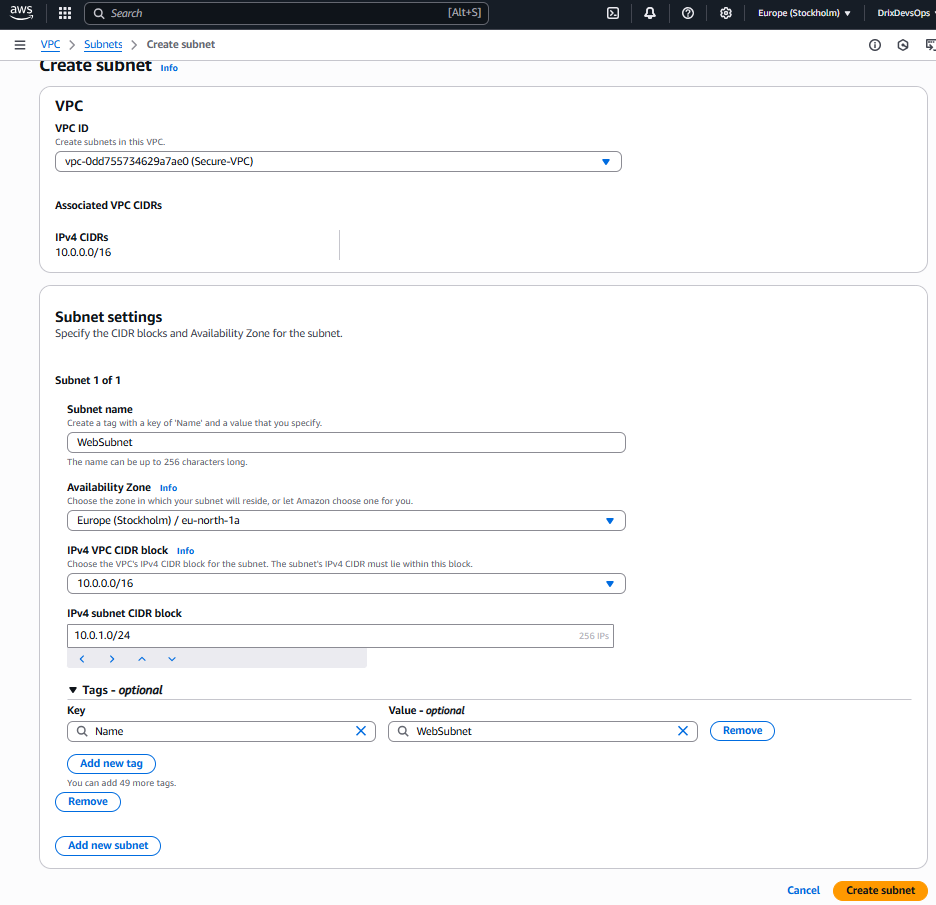 aws Search [Alt+S] Europe (Stockholm) DrixDevsOps
VPC Subnets Create subnet
Create subnet Info
VPC
VPC ID
Create subnets in this VPC.
vpc-0dd755734629a7ae0 (Secure-VPC)
Associated VPC CIDRs
IPv4 CIDRs
10.0.0.0/16
Subnet settings
Specify the CIDR blocks and Availability Zone for the subnet.
Subnet 1 of 1
Subnet name
Create a tag with a key of 'Name' and a value that you specify.
WebSubnet
The name can be up to 256 characters long.
Availability Zone Info
Choose the zone in which your subnet will reside, or let Amazon choose one for you.
Europe (Stockholm) / eu-north-1a
IPv4 VPC CIDR block Info
Choose the VPC's IPv4 CIDR block for the subnet. The subnet's IPv4 CIDR must lie within this block.
10.0.0.0/16
IPv4 subnet CIDR block
10.0.1.0/24 256 IPs
Tags - optional
Key Value - optional
Name WebSubnet Remove
Add new tag
You can add 49 more tags.
Remove
Add new subnet
Cancel Create subnet